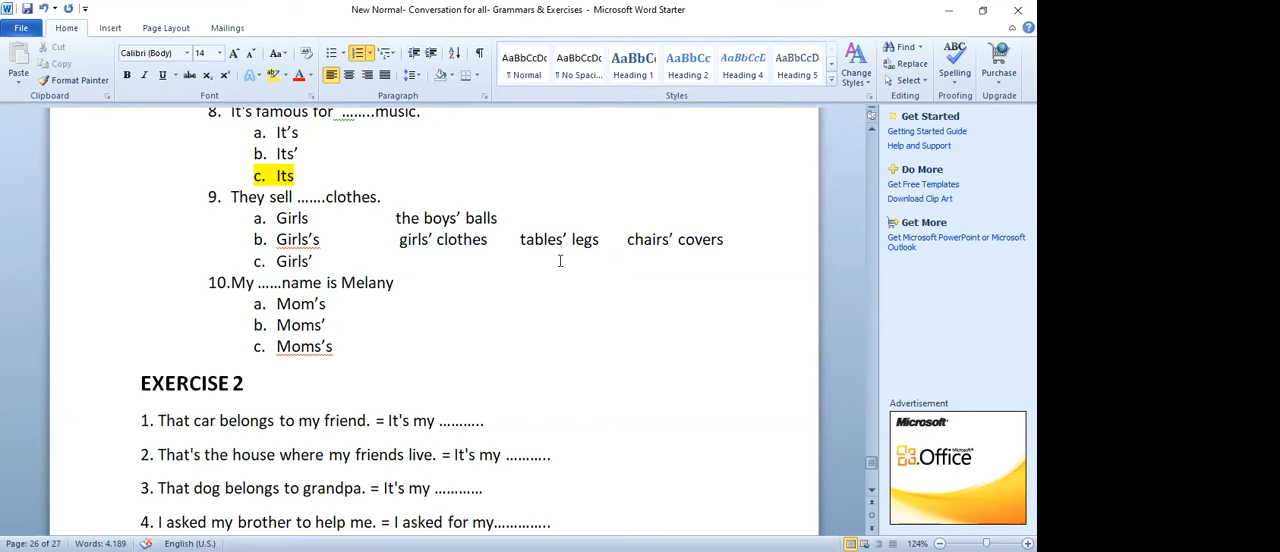 New Normal- Conversation for all- Grammars & Exercises - Microsoft Word Starter
File Home Insert Page Layout Mailings
Paste
Cut
Copy
Format Painter
Clipboard
Calibri (Body) 14
Font
Paragraph
AaBbCcDc AaBbCcDc AaBbCc AaBbCc AaBbCcDc AaBbCcDc
¶ Normal ¶ No Spaci... Heading 1 Heading 2 Heading 4 Heading 5
Styles
Change Styles
Find
Replace
Select
Editing
Spelling
Proofing
Purchase
Upgrade
8. It's famous for ……..music.
a. It's
b. Its'
c. Its
9. They sell …….clothes.
a. Girls the boys' balls
b. Girls's girls' clothes tables' legs chairs' covers
c. Girls'
10.My ……name is Melany
a. Mom's
b. Moms'
c. Moms's
EXERCISE 2
1. That car belongs to my friend. = It's my ………..
2. That's the house where my friends live. = It's my ………..
3. That dog belongs to grandpa. = It's my …………
4. I asked my brother to help me. = I asked for my…………..
Get Started
Getting Started Guide
Help and Support
Do More
Get Free Templates
Download Clip Art
Get More
Get Microsoft PowerPoint or Microsoft
Outlook
Advertisement
Microsoft
Office
Page: 26 of 27 Words: 4.189 English (U.S.) 124%